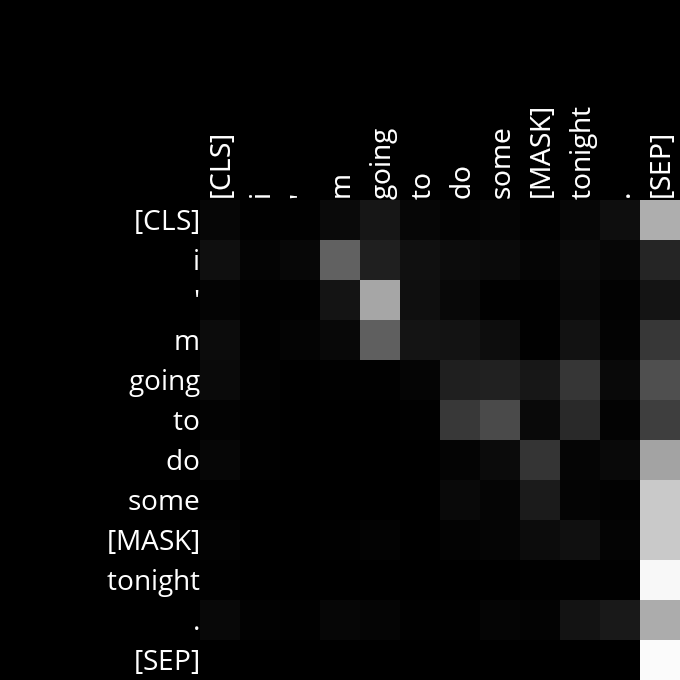 [CLS] i ' m going to do some [MASK] tonight . [SEP]
[CLS]
i
'
m
going
to
do
some
[MASK]
tonight
.
[SEP]